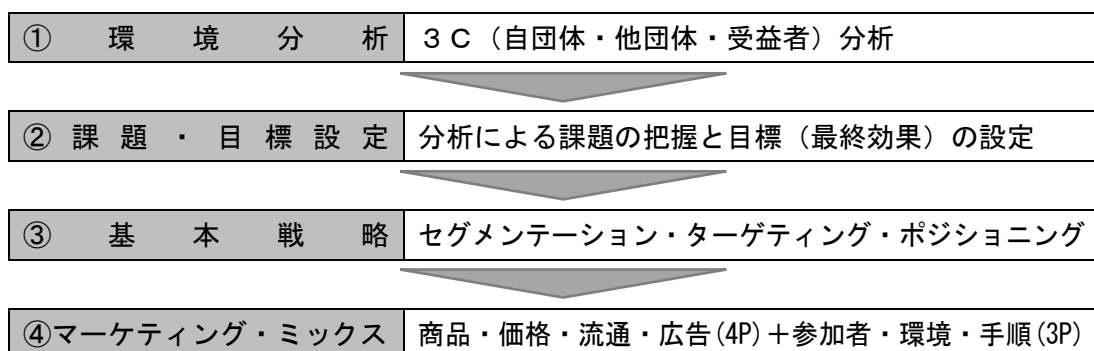 ① 環境分析 ３Ｃ（自団体・他団体・受益者）分析
② 課題・目標設定 分析による課題の把握と目標（最終効果）の設定
③ 基本戦略 セグメンテーション・ターゲティング・ポジショニング
④マーケティング・ミックス 商品・価格・流通・広告(4P)＋参加者・環境・手順(3P)